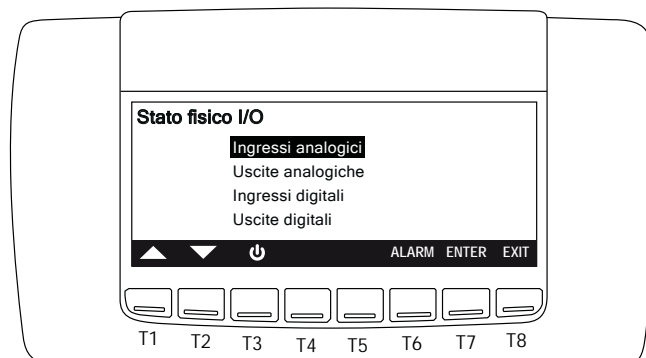 Stato fisico I/O
Ingressi analogici
Uscite analogiche
Ingressi digitali
Uscite digitali
ALARM ENTER EXIT
T1 T2 T3 T4 T5 T6 T7 T8